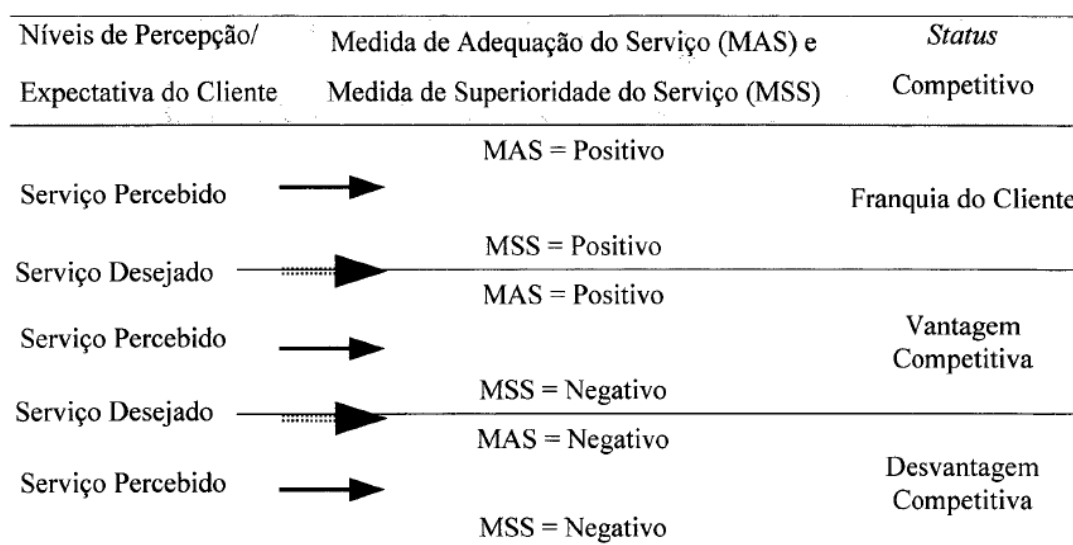 Níveis de Percepção/ Medida de Adequação do Serviço (MAS) e Status
Expectativa do Cliente Medida de Superioridade do Serviço (MSS) Competitivo
MAS = Positivo
Serviço Percebido Franquia do Cliente
MSS = Positivo
Serviço Desejado
MAS = Positivo
Serviço Percebido Vantagem
Competitiva
MSS = Negativo
Serviço Desejado
MAS = Negativo
Serviço Percebido Desvantagem
Competitiva
MSS = Negativo